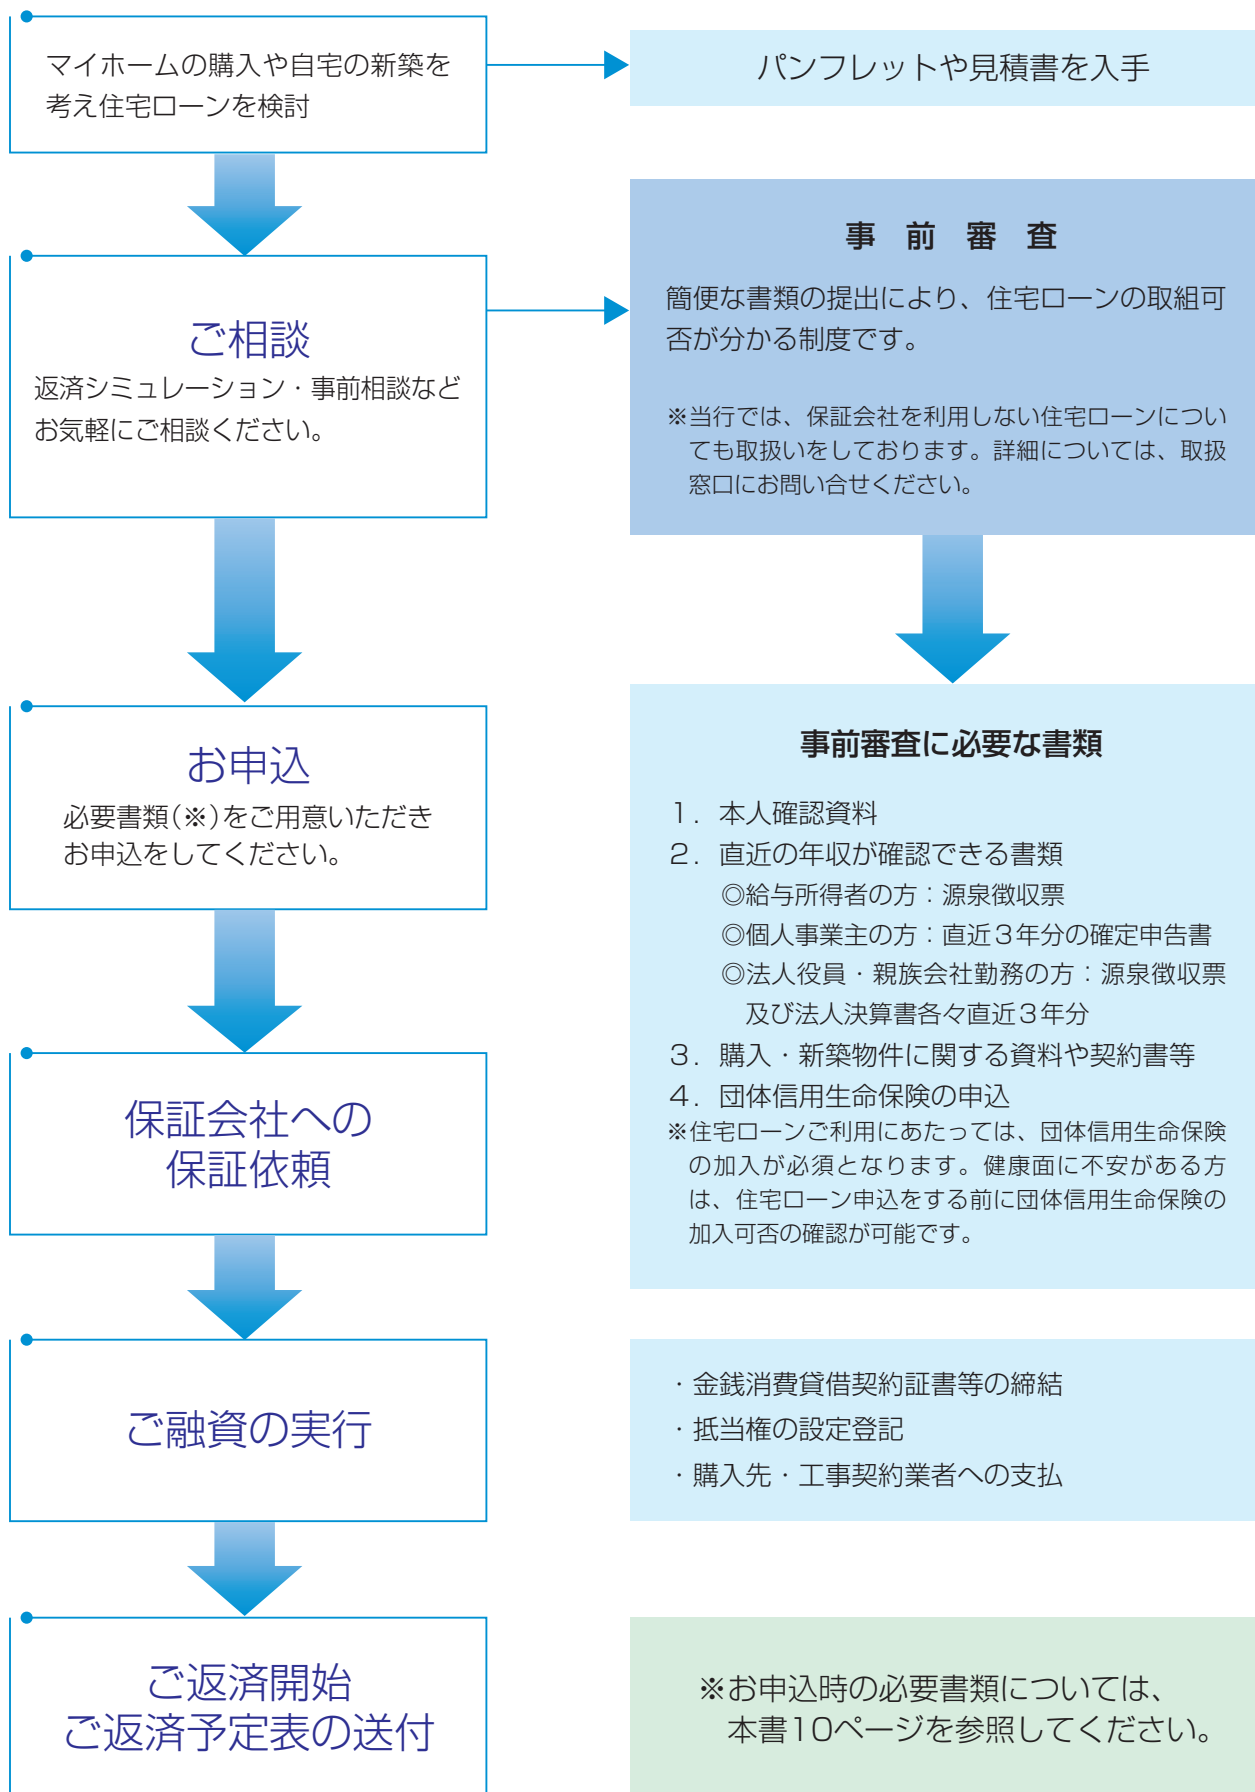 マイホームの購入や自宅の新築を
考え住宅ローンを検討
パンフレットや見積書を入手
ご相談
返済シミュレーション・事前相談など
お気軽にご相談ください。
事 前 審 査
簡便な書類の提出により、住宅ローンの取組可
否が分かる制度です。
※当行では、保証会社を利用しない住宅ローンについ
ても取扱いをしております。詳細については、取扱
窓口にお問い合せください。
お申込
必要書類(※)をご用意いただき
お申込をしてください。
事前審査に必要な書類
1．本人確認資料
2．直近の年収が確認できる書類
◎給与所得者の方：源泉徴収票
◎個人事業主の方：直近3年分の確定申告書
◎法人役員・親族会社勤務の方：源泉徴収票
及び法人決算書各々直近3年分
3．購入・新築物件に関する資料や契約書等
4．団体信用生命保険の申込
※住宅ローンご利用にあたっては、団体信用生命保険
の加入が必須となります。健康面に不安がある方
は、住宅ローン申込をする前に団体信用生命保険の
加入可否の確認が可能です。
保証会社への
保証依頼
ご融資の実行
・金銭消費貸借契約証書等の締結
・抵当権の設定登記
・購入先・工事契約業者への支払
ご返済開始
ご返済予定表の送付
※お申込時の必要書類については、
本書10ページを参照してください。